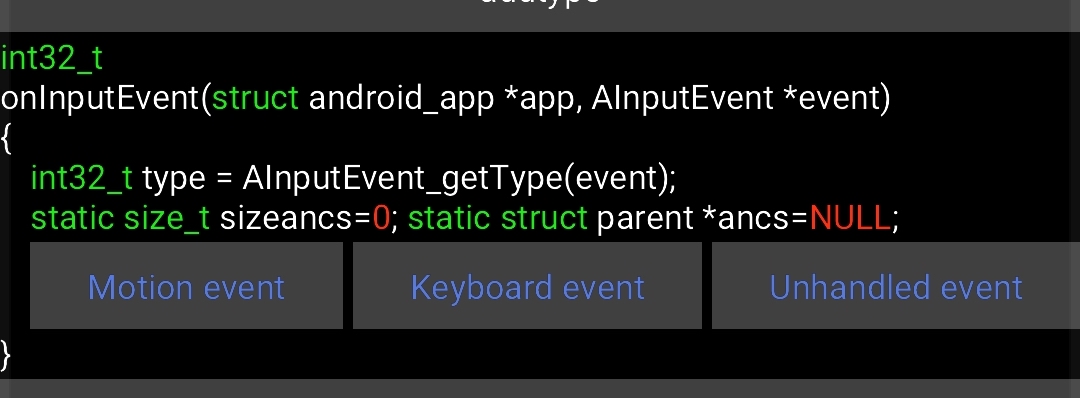 int32_t
onInputEvent(struct android_app *app, AInputEvent *event)
{
int32_t type = AInputEvent_getType(event);
static size_t sizeancs=0; static struct parent *ancs=NULL;
Motion event Keyboard event Unhandled event
}